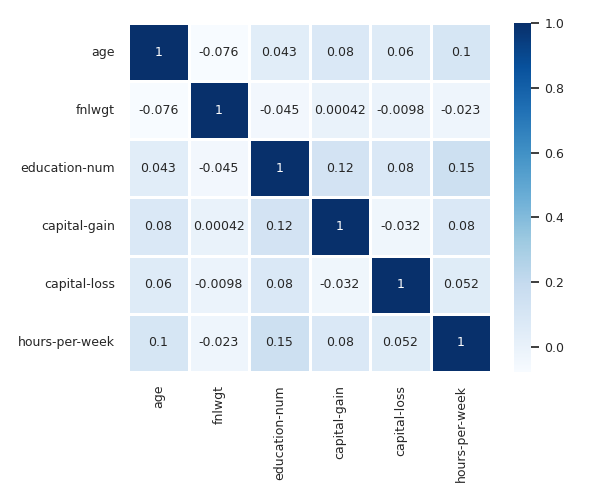 1.0
age 1 -0.076 0.043 0.08 0.06 0.1
0.8
fnlwgt -0.076 1 -0.045 0.00042 -0.0098 -0.023
0.6
education-num 0.043 -0.045 1 0.12 0.08 0.15
0.4
capital-gain 0.08 0.00042 0.12 1 -0.032 0.08
0.2
capital-loss 0.06 -0.0098 0.08 -0.032 1 0.052
hours-per-week 0.1 -0.023 0.15 0.08 0.052 1
0.0
age
fnlwgt
education-num
capital-gain
capital-loss
hours-per-week